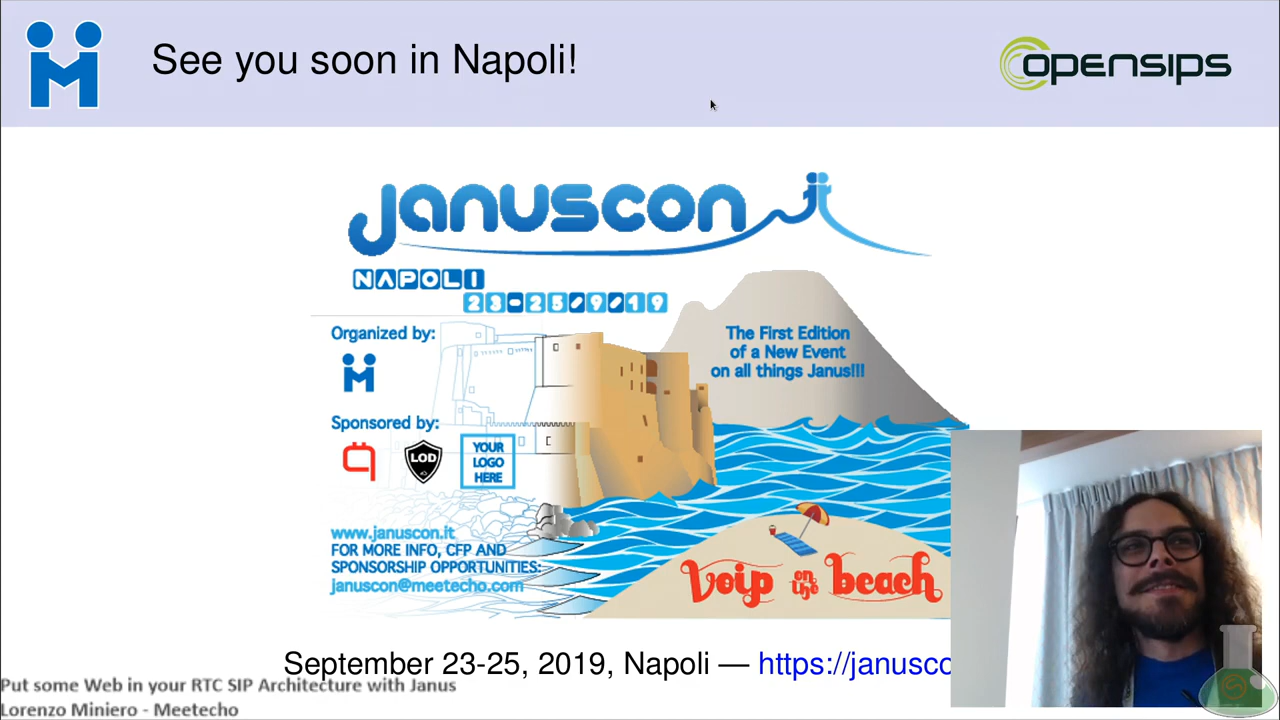 See you soon in Napoli!
OPENSIPS
januscon
NAPOLI
23-25/9/19
Organized by:
The First Edition
of a New Event
on all things Janus!!!
Sponsored by:
LOD
YOUR
LOGO
HERE
www.januscon.it
FOR MORE INFO, CFP AND
SPONSORSHIP OPPORTUNITIES:
januscon@meetecho.com
Voip on the beach
September 23-25, 2019, Napoli — https://janusco
Put some Web in your RTC SIP Architecture with Janus
Lorenzo Miniero - Meetecho